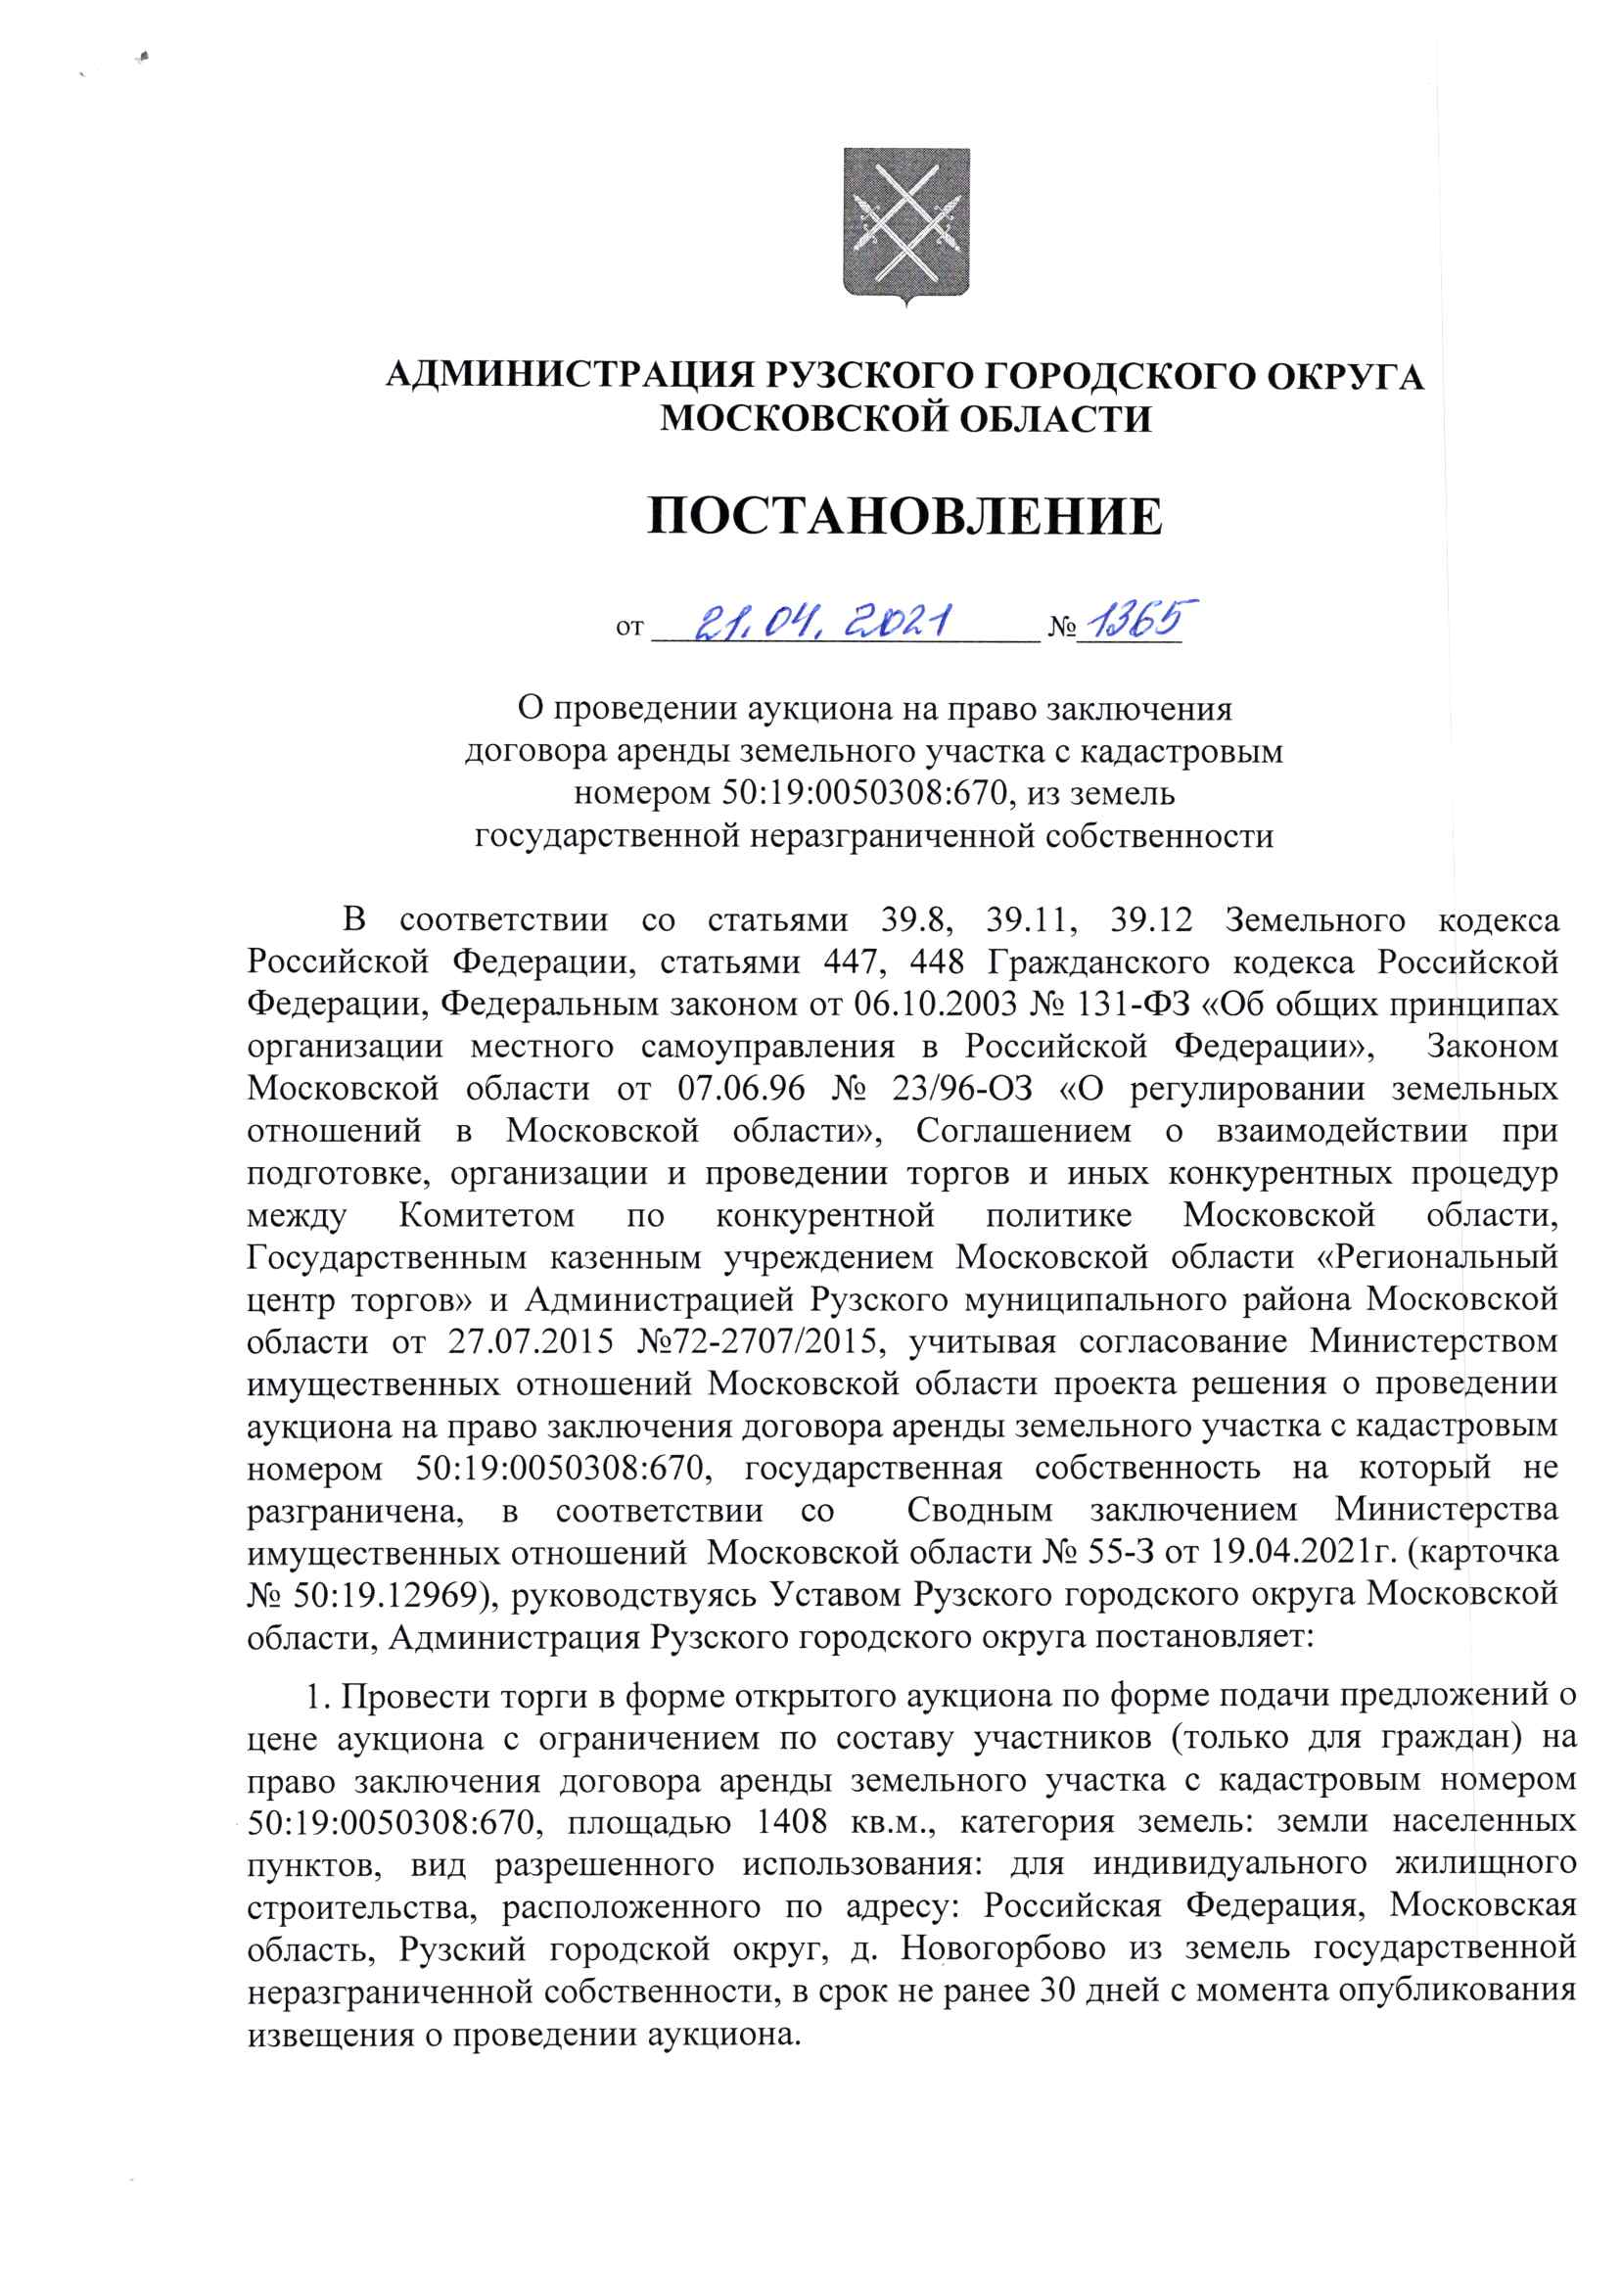 АДМИНИСТРАЦИЯ РУЗСКОГО ГОРОДСКОГО ОКРУГА
МОСКОВСКОЙ ОБЛАСТИ
ПОСТАНОВЛЕНИЕ
от 21.04.2021 № 1365
О проведении аукциона на право заключения
договора аренды земельного участка с кадастровым
номером 50:19:0050308:670, из земель
государственной неразграниченной собственности
В соответствии со статьями 39.8, 39.11, 39.12 Земельного кодекса
Российской Федерации, статьями 447, 448 Гражданского кодекса Российской
Федерации, Федеральным законом от 06.10.2003 № 131-ФЗ «Об общих принципах
организации местного самоуправления в Российской Федерации», Законом
Московской области от 07.06.96 № 23/96-ОЗ «О регулировании земельных
отношений в Московской области», Соглашением о взаимодействии при
подготовке, организации и проведении торгов и иных конкурентных процедур
между Комитетом по конкурентной политике Московской области,
Государственным казенным учреждением Московской области «Региональный
центр торгов» и Администрацией Рузского муниципального района Московской
области от 27.07.2015 №72-2707/2015, учитывая согласование Министерством
имущественных отношений Московской области проекта решения о проведении
аукциона на право заключения договора аренды земельного участка с кадастровым
номером 50:19:0050308:670, государственная собственность на который не
разграничена, в соответствии со Сводным заключением Министерства
имущественных отношений Московской области № 55-З от 19.04.2021г. (карточка
№ 50:19.12969), руководствуясь Уставом Рузского городского округа Московской
области, Администрация Рузского городского округа постановляет:
1. Провести торги в форме открытого аукциона по форме подачи предложений о
цене аукциона с ограничением по составу участников (только для граждан) на
право заключения договора аренды земельного участка с кадастровым номером
50:19:0050308:670, площадью 1408 кв.м., категория земель: земли населенных
пунктов, вид разрешенного использования: для индивидуального жилищного
строительства, расположенного по адресу: Российская Федерация, Московская
область, Рузский городской округ, д. Новогорбово из земель государственной
неразграниченной собственности, в срок не ранее 30 дней с момента опубликования
извещения о проведении аукциона.